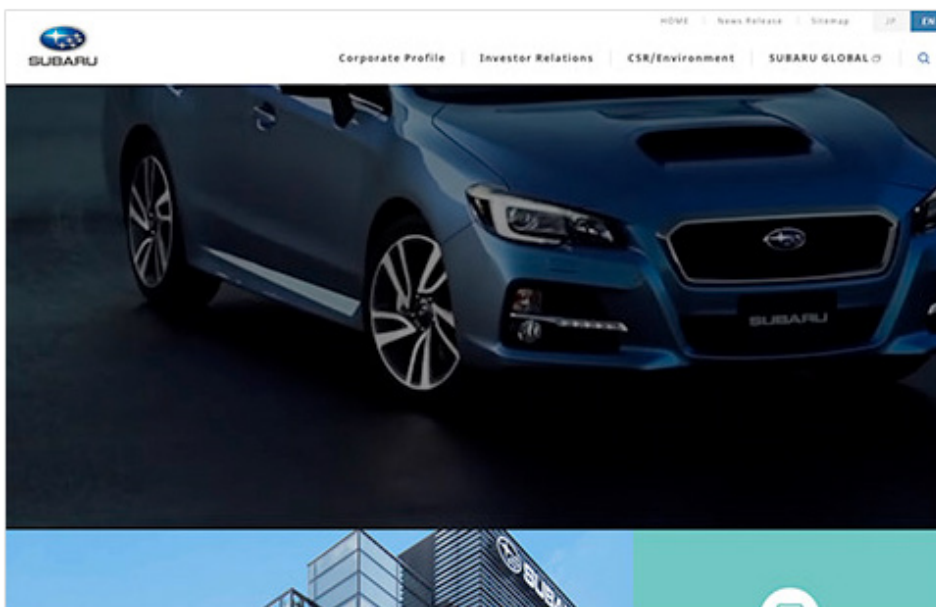 HOME News Release Sitemap JP EN
SUBARU
Corporate Profile Investor Relations CSR/Environment SUBARU GLOBAL
SUBARU
SUBARU